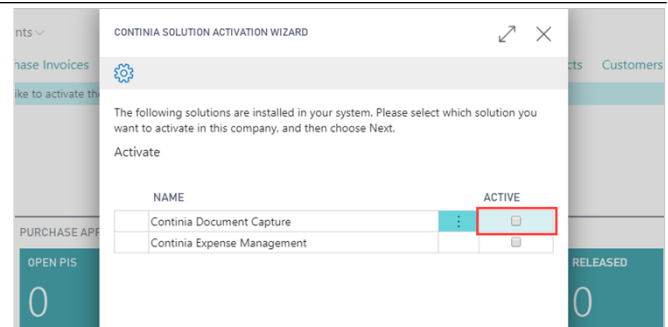 nts
CONTINIA SOLUTION ACTIVATION WIZARD
hase Invoices
cts Customers
ike to activate the
The following solutions are installed in your system. Please select which solution you
want to activate in this company, and then choose Next.
Activate
NAME ACTIVE
Continia Document Capture
Continia Expense Management
PURCHASE APP
OPEN PIS
RELEASED
0
0